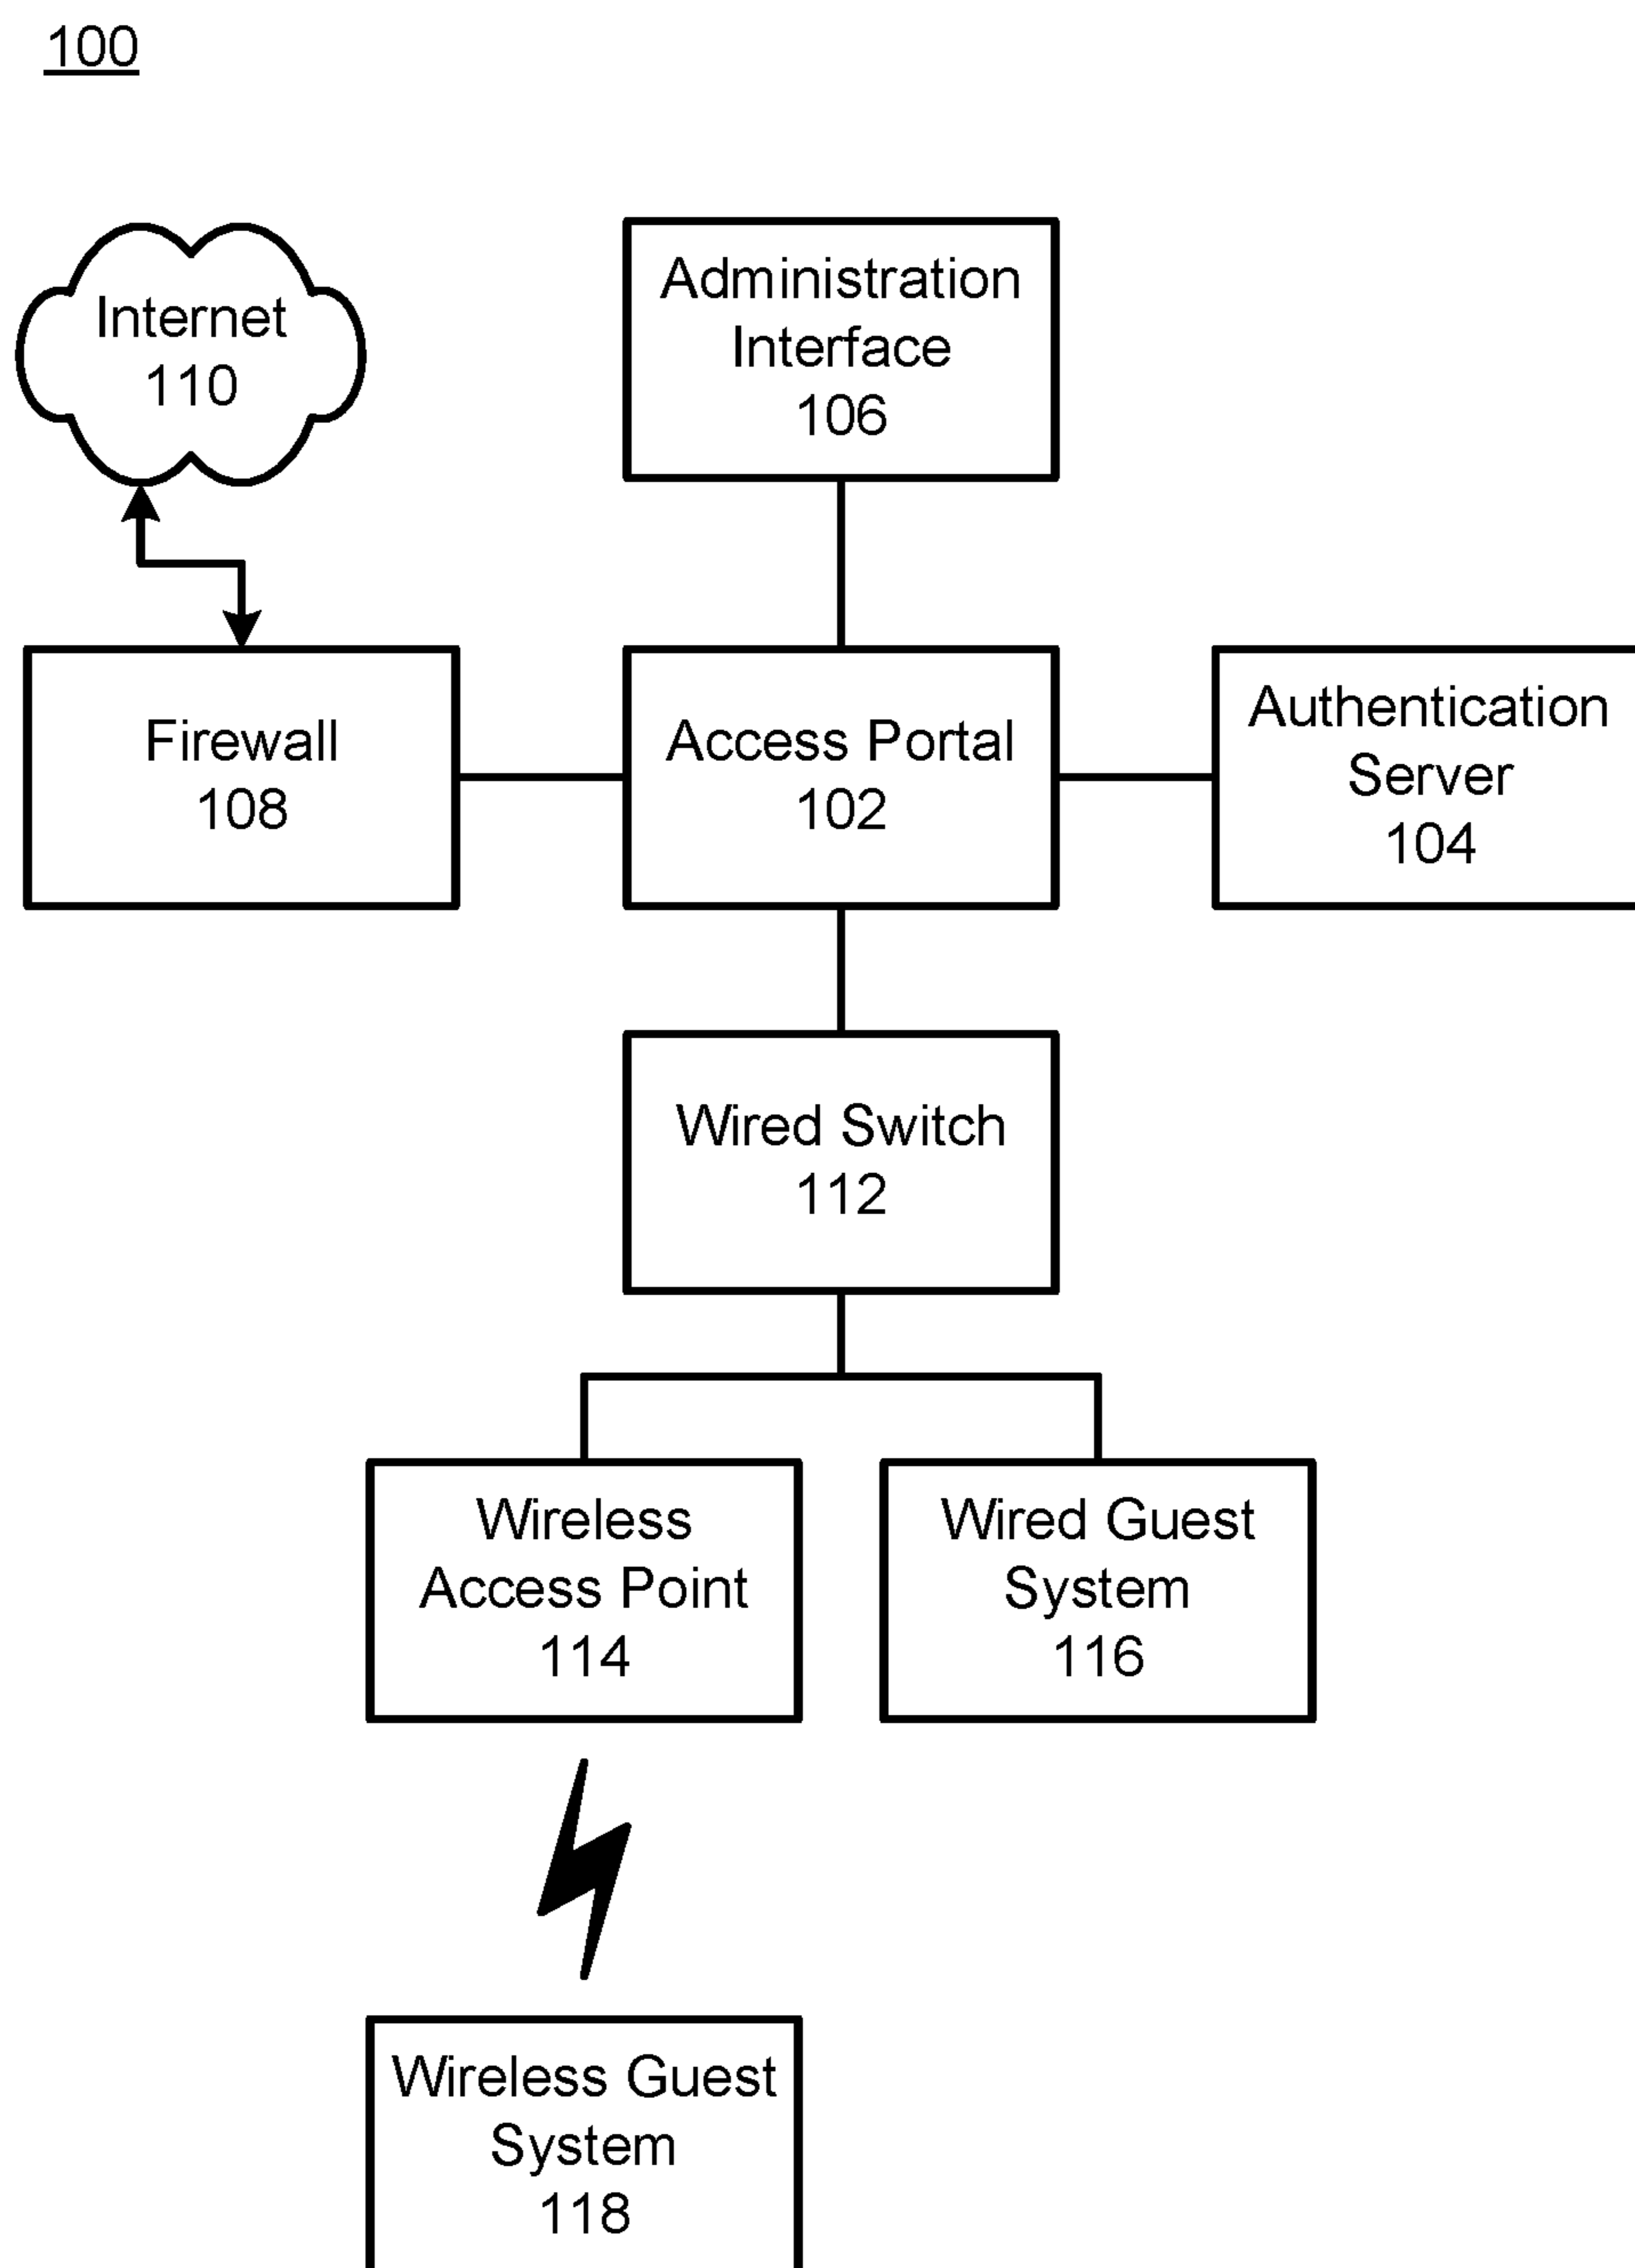 100
Internet
110
Administration
Interface
106
Firewall
108
Access Portal
102
Authentication
Server
104
Wired Switch
112
Wireless
Access Point
114
Wired Guest
System
116
Wireless Guest
System
118